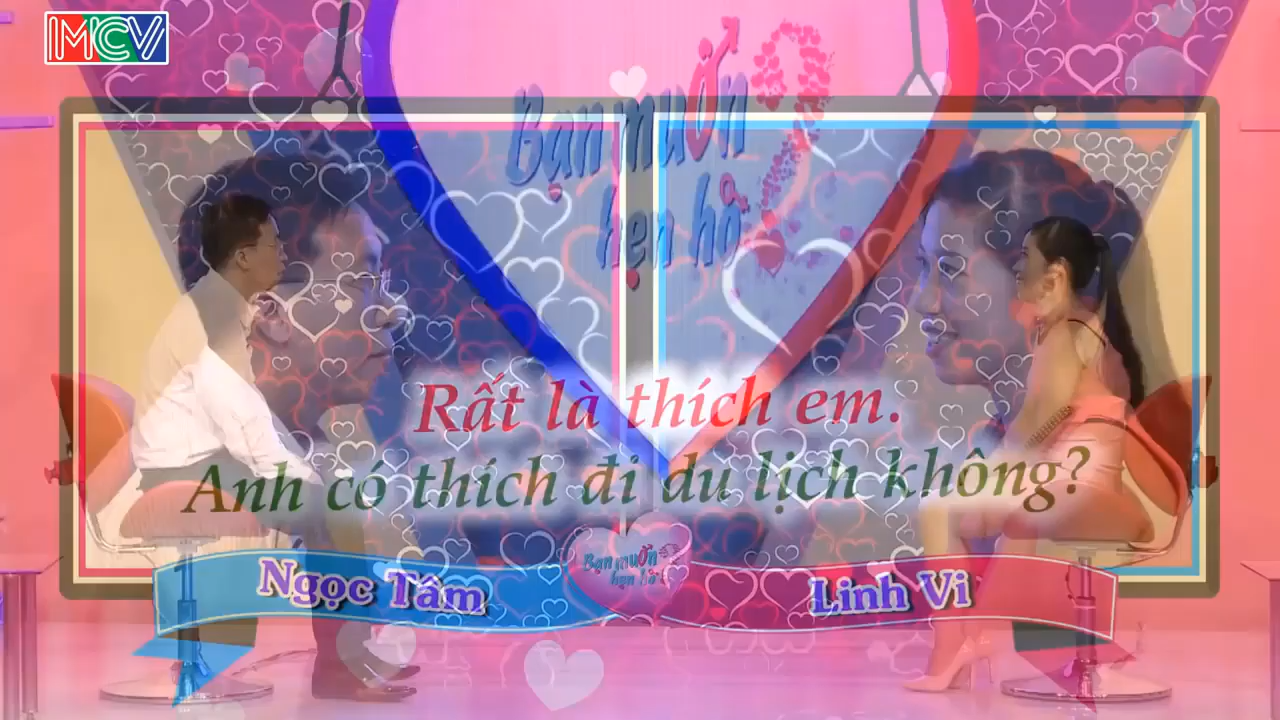 MCV
Bạn muốn
hẹn hò
Rất là thích em.
Anh có thích đi du lịch không?
Bạn muốn
hẹn hò!
Ngọc Tâm
Linh Vi